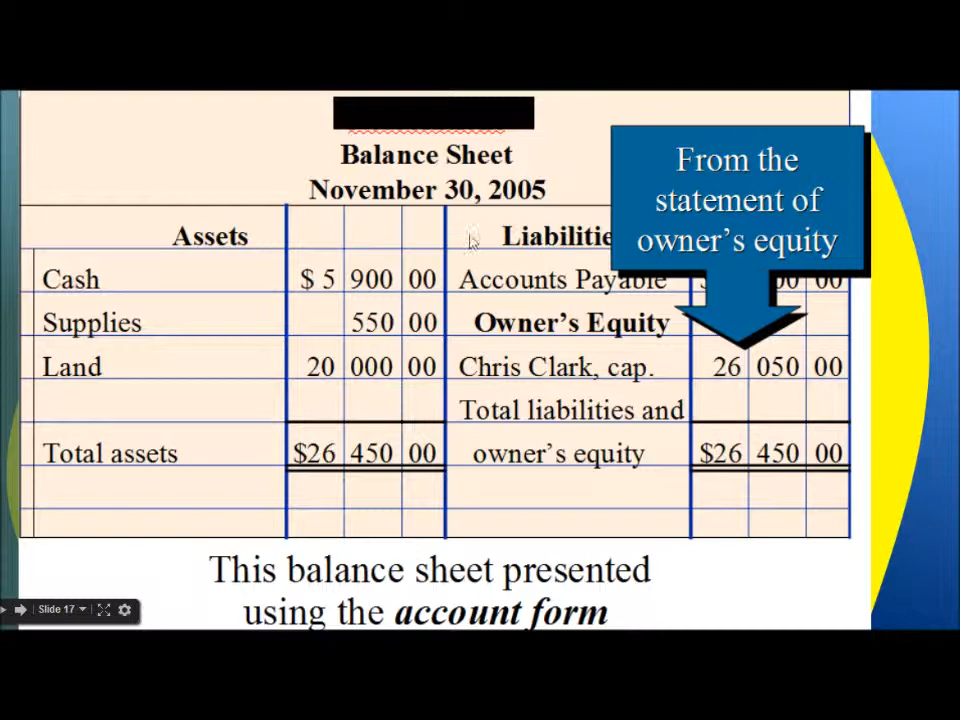 Balance Sheet
November 30, 2005
From the
statement of
owner's equity
Assets
Cash $ 5 900 00 Accounts Payable
Supplies 550 00 Owner's Equity
Land 20 000 00 Chris Clark, cap. 26 050 00
Total liabilities and
Total assets $26 450 00 owner's equity $26 450 00
This balance sheet presented
using the account form
Slide 17